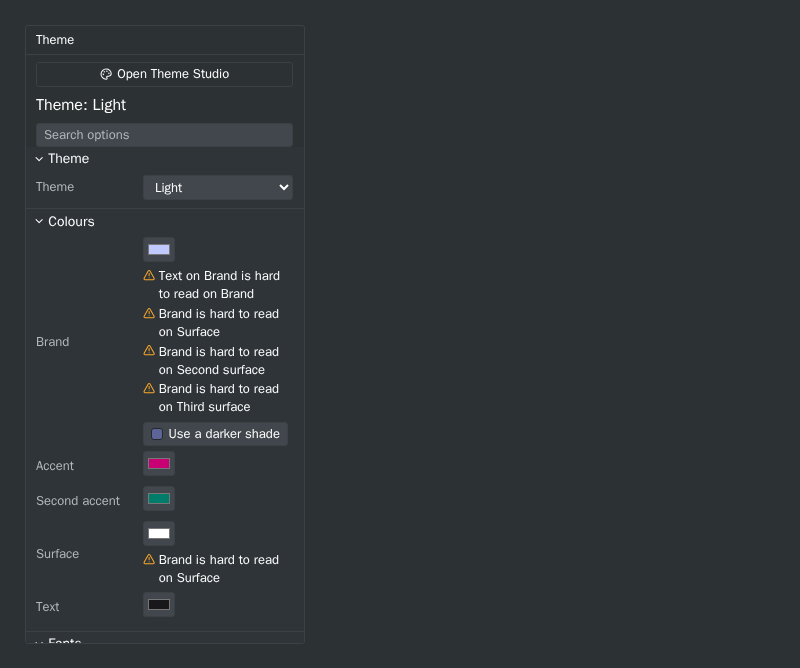 Theme
Open Theme Studio
Theme: Light
Search options
Theme
Theme
Light
Colours
Brand
Text on Brand is hard
to read on Brand
Brand is hard to read
on Surface
Brand is hard to read
on Second surface
Brand is hard to read
on Third surface
Use a darker shade
Accent
Second accent
Surface
Brand is hard to read
on Surface
Text
Fonts